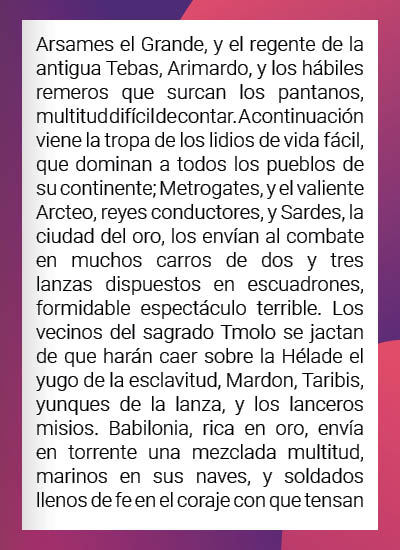 Arsames el Grande, y el regente de la
antigua Tebas, Arimardo, y los hábiles
remeros que surcan los pantanos,
multitud difícil de contar. A continuación
viene la tropa de los lidios de vida fácil,
que dominan a todos los pueblos de
su continente; Metrogates, y el valiente
Arcteo, reyes conductores, y Sardes, la
ciudad del oro, los envían al combate
en muchos carros de dos y tres
lanzas dispuestos en escuadrones,
formidable espectáculo terrible. Los
vecinos del sagrado Tmolo se jactan
de que harán caer sobre la Hélade el
yugo de la esclavitud, Mardon, Taribis,
yunques de la lanza, y los lanceros
misios. Babilonia, rica en oro, envía
en torrente una mezclada multitud,
marinos en sus naves, y soldados
llenos de fe en el coraje con que tensan